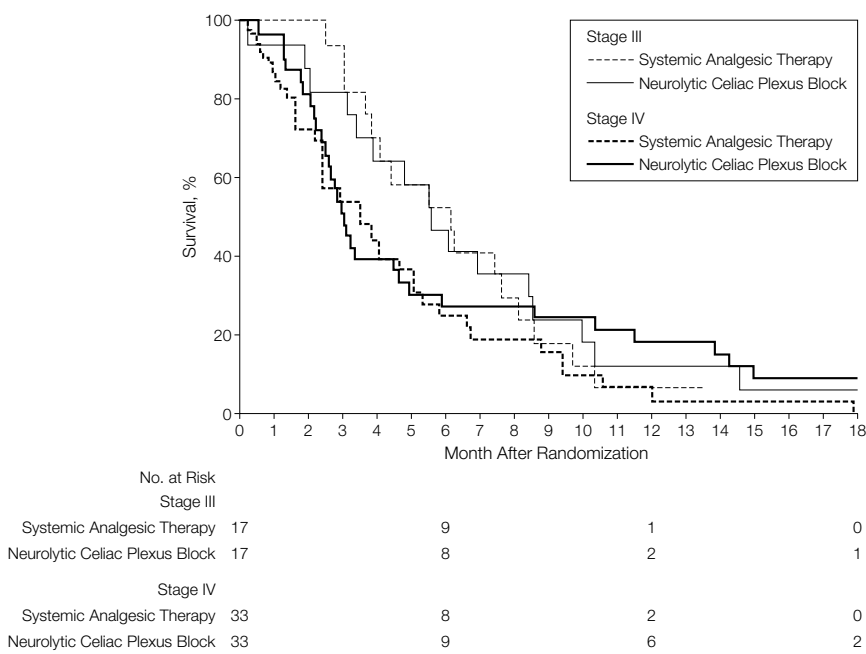 100
80
60
40
20
0
Survival, %
Stage III
Systemic Analgesic Therapy
Neurolytic Celiac Plexus Block
Stage IV
Systemic Analgesic Therapy
Neurolytic Celiac Plexus Block
0 1 2 3 4 5 6 7 8 9 10 11 12 13 14 15 16 17 18
Month After Randomization
No. at Risk
Stage III
Systemic Analgesic Therapy 17 9 1 0
Neurolytic Celiac Plexus Block 17 8 2 1
Stage IV
Systemic Analgesic Therapy 33 8 2 0
Neurolytic Celiac Plexus Block 33 9 6 2